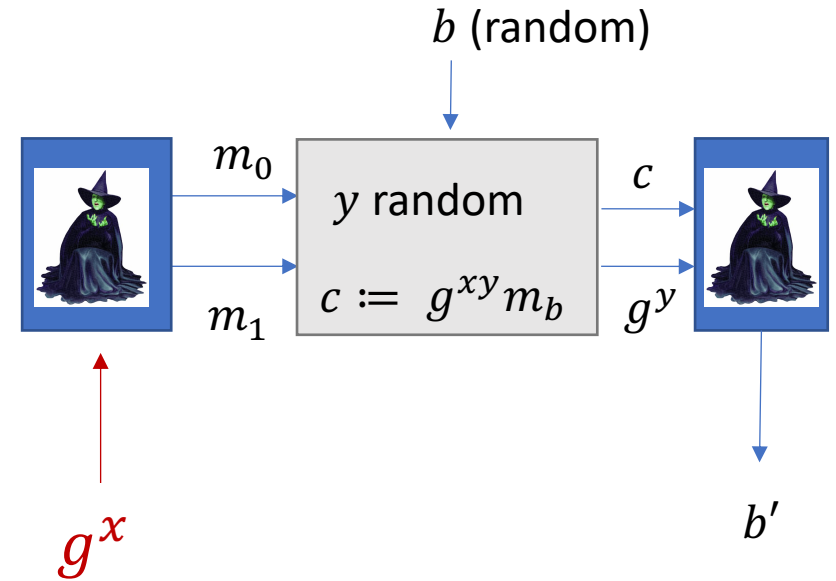 b (random)
m₀
y random
c
m₁
c ≔ g^{xy} m_b
g^y
g^x
b′